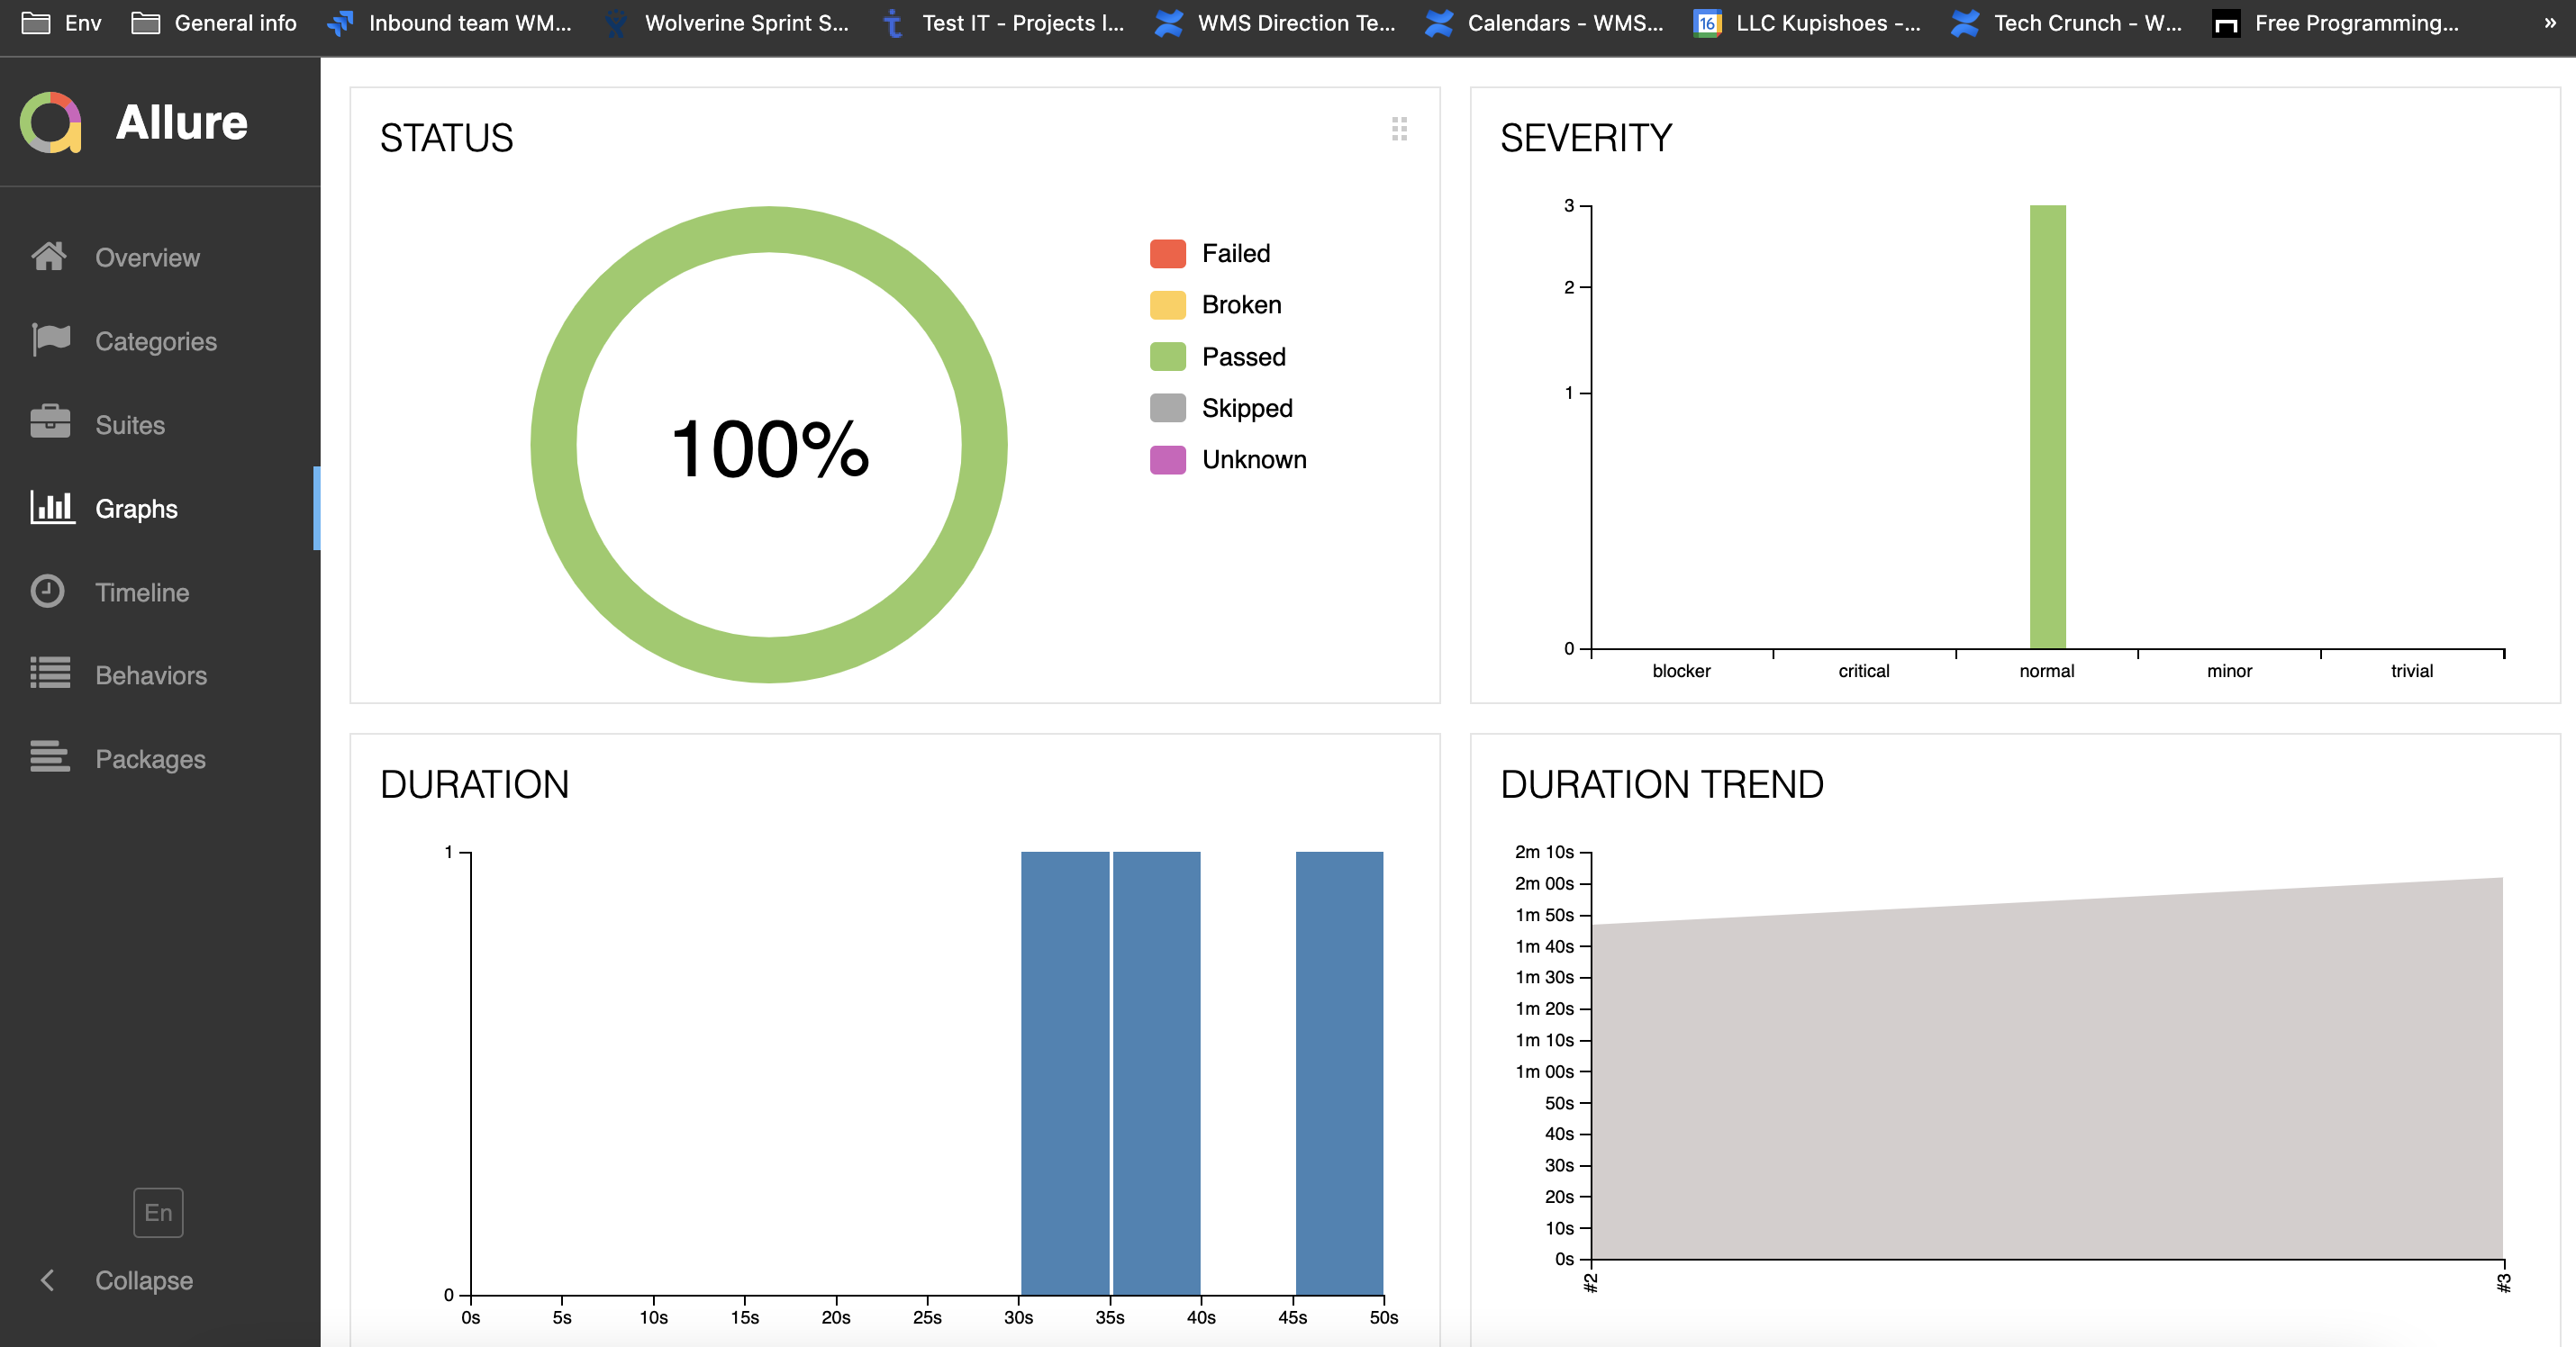 Env
General info
Inbound team WM...
Wolverine Sprint S...
Test IT - Projects I...
WMS Direction Te...
Calendars - WMS...
16
LLC Kupishoes -...
Tech Crunch - W...
Free Programming...
»
Allure
Overview
Categories
Suites
Graphs
Timeline
Behaviors
Packages
En
Collapse
STATUS
100%
Failed
Broken
Passed
Skipped
Unknown
SEVERITY
3
2
1
0
blocker critical normal minor trivial
DURATION
1
0
0s 5s 10s 15s 20s 25s 30s 35s 40s 45s 50s
DURATION TREND
2m 10s
2m 00s
1m 50s
1m 40s
1m 30s
1m 20s
1m 10s
1m 00s
50s
40s
30s
20s
10s
0s
#2 #3